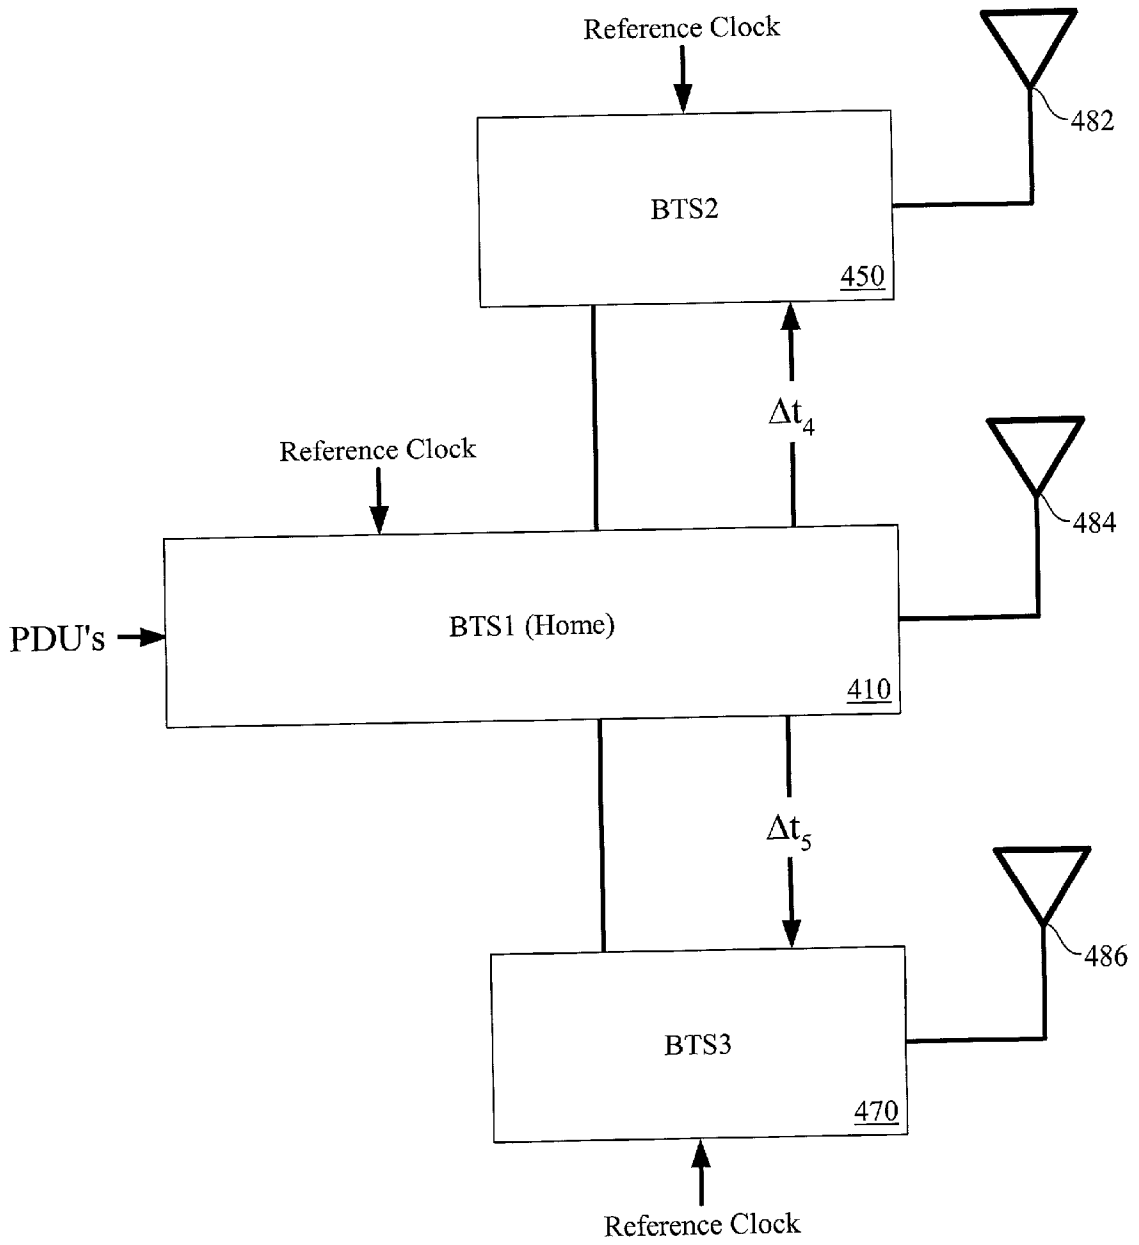 Reference Clock
482
BTS2
450
Δt4
Reference Clock
484
PDU's
BTS1 (Home)
410
Δt5
486
BTS3
470
Reference Clock